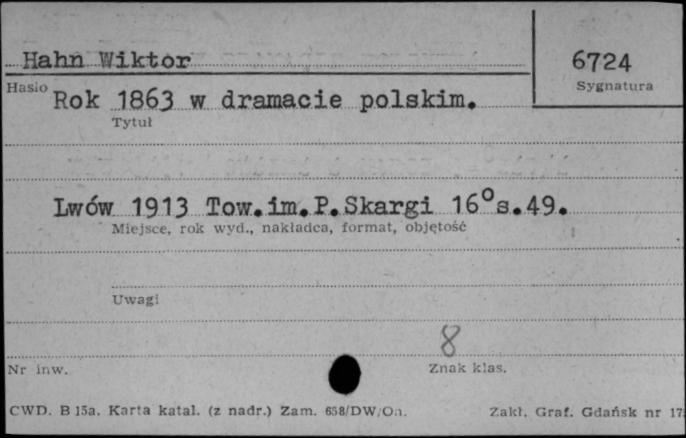 Hahn Wiktor
6724
Hasło
Sygnatura
Rok 1863 w dramacie polskim.
Tytuł
Lwów 1913 Tow.im.P.Skargi 16°s.49.
Miejsce, rok wyd., nakładca, format, objętość
Uwagi
8
Nr inw.
Znak klas.
CWD. B 15a. Karta katal. (z nadr.) Zam. 658/DW/On.
Zakł. Graf. Gdańsk nr 17